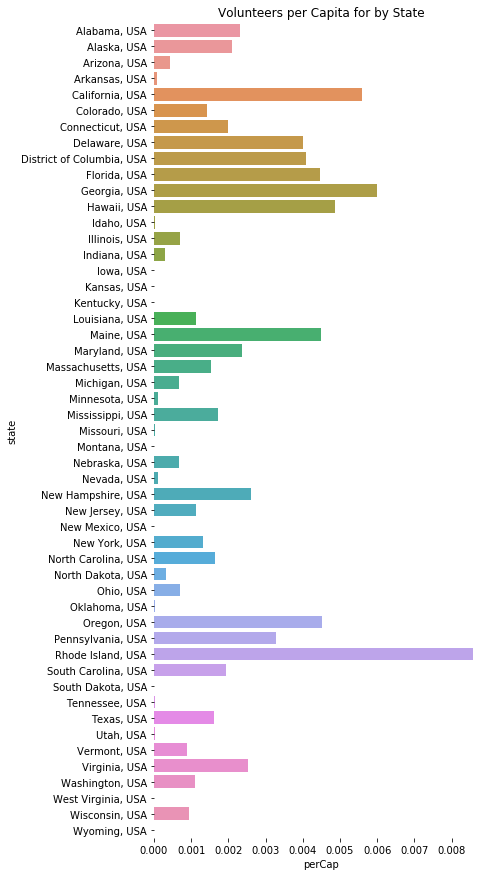 Volunteers per Capita for by State
Alabama, USA
Alaska, USA
Arizona, USA
Arkansas, USA
California, USA
Colorado, USA
Connecticut, USA
Delaware, USA
District of Columbia, USA
Florida, USA
Georgia, USA
Hawaii, USA
Idaho, USA
Illinois, USA
Indiana, USA
Iowa, USA
Kansas, USA
Kentucky, USA
Louisiana, USA
Maine, USA
Maryland, USA
Massachusetts, USA
Michigan, USA
Minnesota, USA
Mississippi, USA
Missouri, USA
Montana, USA
Nebraska, USA
Nevada, USA
New Hampshire, USA
New Jersey, USA
New Mexico, USA
New York, USA
North Carolina, USA
North Dakota, USA
Ohio, USA
Oklahoma, USA
Oregon, USA
Pennsylvania, USA
Rhode Island, USA
South Carolina, USA
South Dakota, USA
Tennessee, USA
Texas, USA
Utah, USA
Vermont, USA
Virginia, USA
Washington, USA
West Virginia, USA
Wisconsin, USA
Wyoming, USA
state
0.000 0.001 0.002 0.003 0.004 0.005 0.006 0.007 0.008
perCap